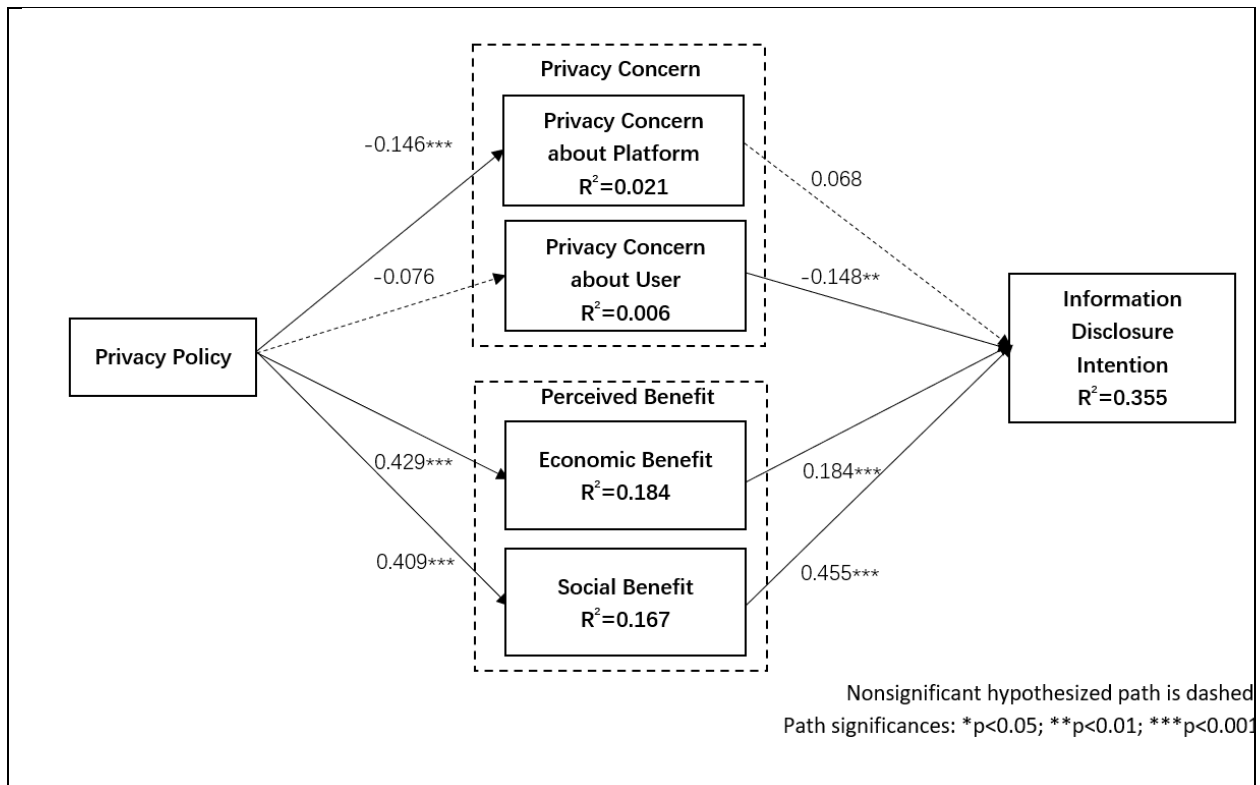 Privacy Concern
Privacy Concern
about Platform
R²=0.021
-0.146***
0.068
Privacy Concern
about User
R²=0.006
-0.076
-0.148**
Privacy Policy
Information
Disclosure
Intention
R²=0.355
Perceived Benefit
Economic Benefit
R²=0.184
0.429***
0.184***
Social Benefit
R²=0.167
0.409***
0.455***
Nonsignificant hypothesized path is dashed
Path significances: *p<0.05; **p<0.01; ***p<0.001